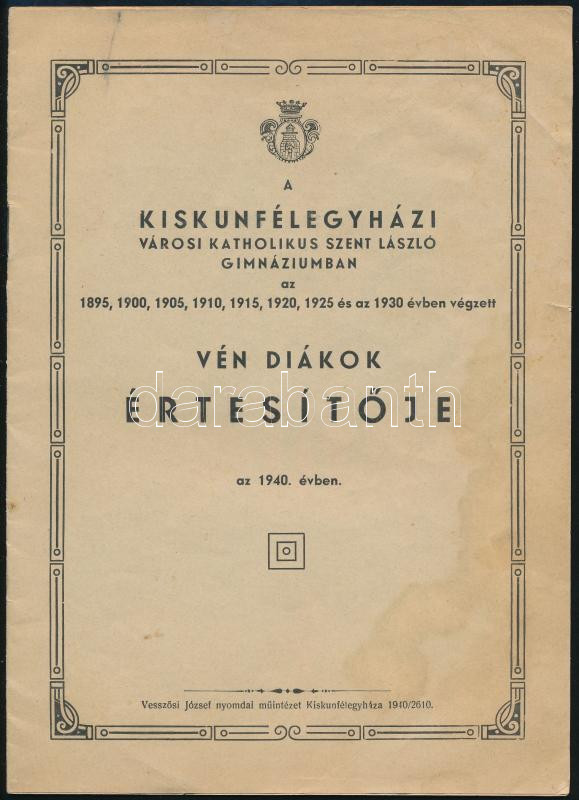 A
KISKUNFÉLEGYHÁZI
VÁROSI KATHOLIKUS SZENT LÁSZLÓ
GIMNÁZIUMBAN
az
1895, 1900, 1905, 1910, 1915, 1920, 1925 és az 1930 évben végzett
VÉN DIÁKOK
darabanth
ÉRTESÍTŐJE
az 1940. évben.
Vesszősi József nyomdai műintézet Kiskunfélegyháza 1940/2610.